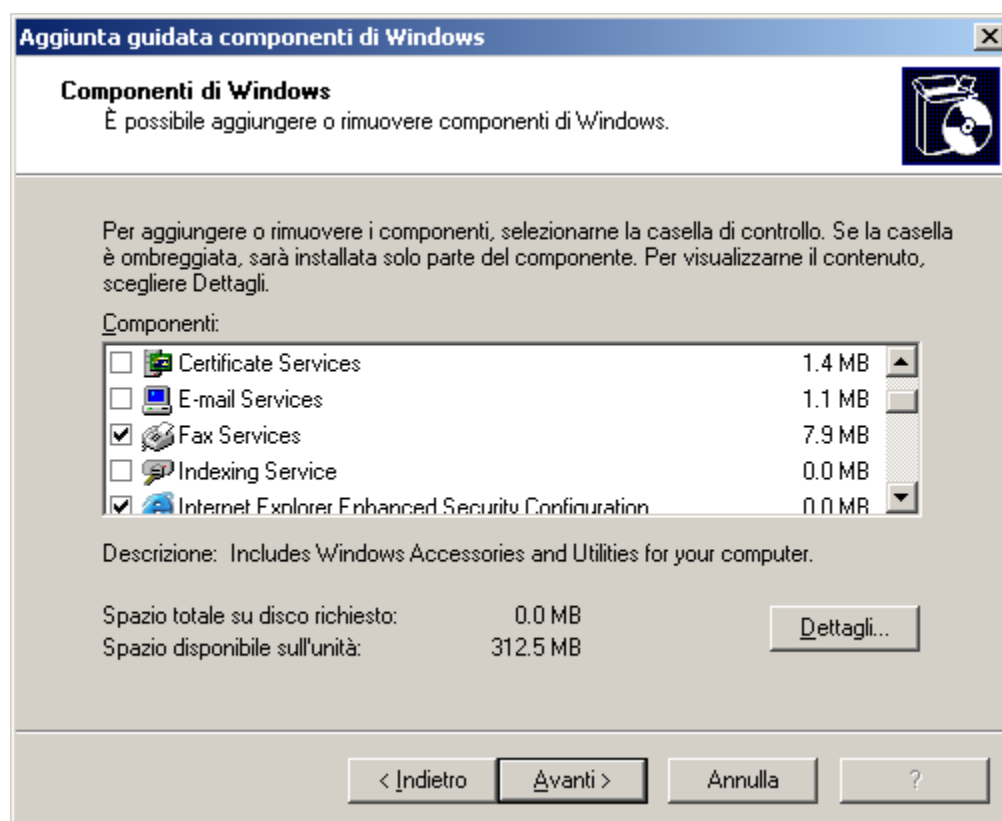 Aggiunta guidata componenti di Windows
Componenti di Windows
È possibile aggiungere o rimuovere componenti di Windows.
Per aggiungere o rimuovere i componenti, selezionarne la casella di controllo. Se la casella
è ombreggiata, sarà installata solo parte del componente. Per visualizzarne il contenuto,
scegliere Dettagli.
Componenti:
Certificate Services 1.4 MB
E-mail Services 1.1 MB
Fax Services 7.9 MB
Indexing Service 0.0 MB
Internet Explorer Enhanced Security Configuration 0.0 MB
Descrizione: Includes Windows Accessories and Utilities for your computer.
Spazio totale su disco richiesto: 0.0 MB
Spazio disponibile sull'unità: 312.5 MB
Dettagli...
< Indietro Avanti > Annulla ?